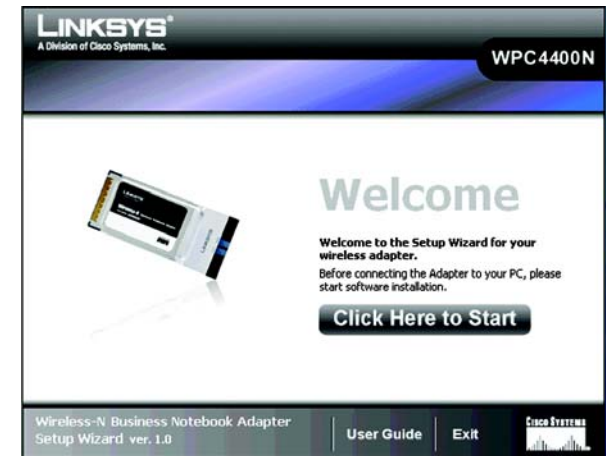 LINKSYS®
A Division of Cisco Systems, Inc.
WPC4400N
LINKSYS
Welcome
Welcome to the Setup Wizard for your
wireless adapter.
Before connecting the Adapter to your PC, please
start software installation.
Click Here to Start
Wireless-N Business Notebook Adapter
Setup Wizard ver. 1.0
User Guide
Exit
CISCO SYSTEMS